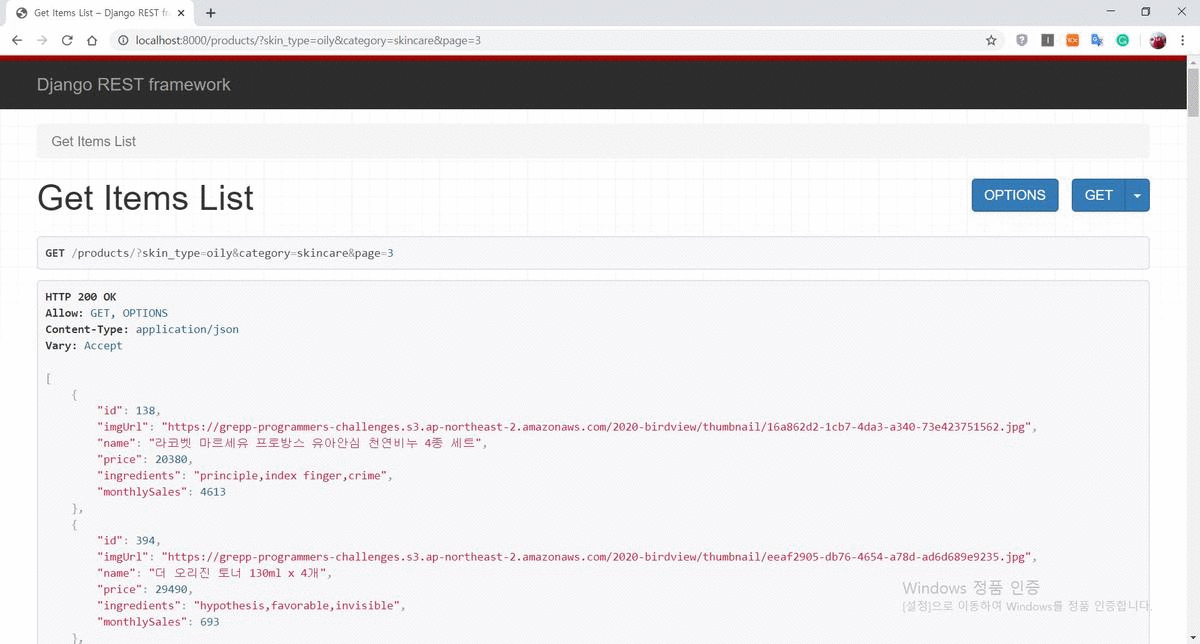 Get Items List – Django REST fr
localhost:8000/products/?skin_type=oily&category=skincare&page=3
Django REST framework
Get Items List
Get Items List
OPTIONS
GET
GET /products/?skin_type=oily&category=skincare&page=3
HTTP 200 OK
Allow: GET, OPTIONS
Content-Type: application/json
Vary: Accept
[
{
"id": 138,
"imgUrl": "https://grepp-programmers-challenges.s3.ap-northeast-2.amazonaws.com/2020-birdview/thumbnail/16a862d2-1cb7-4da3-a340-73e423751562.jpg",
"name": "라코벳 마르세유 프로방스 유아안심 천연비누 4종 세트",
"price": 20380,
"ingredients": "principle,index finger,crime",
"monthlySales": 4613
},
{
"id": 394,
"imgUrl": "https://grepp-programmers-challenges.s3.ap-northeast-2.amazonaws.com/2020-birdview/thumbnail/eeaf2905-db76-4654-a78d-ad6d689e9235.jpg",
"name": "더 오리진 토너 130ml x 4개",
"price": 29490,
"ingredients": "hypothesis,favorable,invisible",
"monthlySales": 693
},
Windows 정품 인증
[설정]으로 이동하여 Windows를 정품 인증합니다.